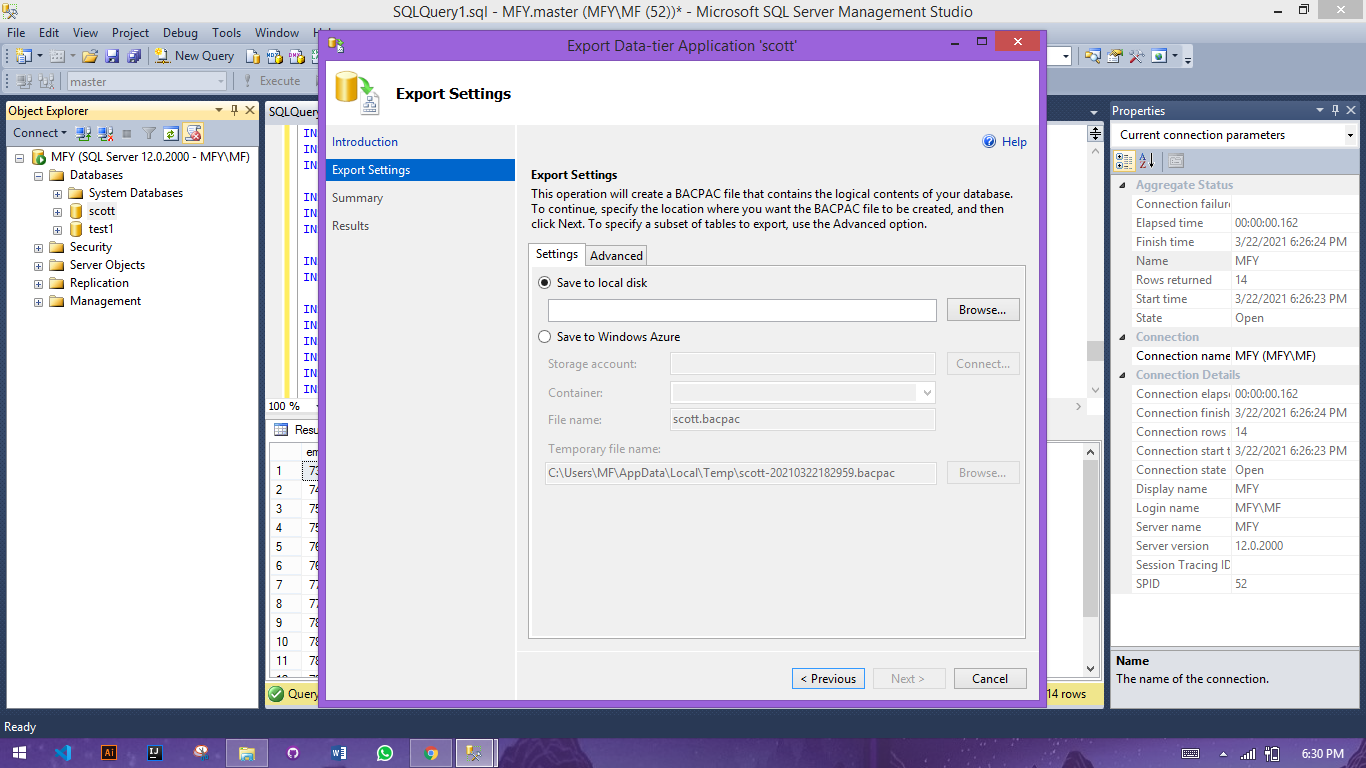 SQLQuery1.sql - MFY.master (MFY\MF (52))* - Microsoft SQL Server Management Studio
File Edit View Project Debug Tools Window
New Query
master
Execute
Object Explorer
Connect
MFY (SQL Server 12.0.2000 - MFY\MF)
Databases
System Databases
scott
test1
Security
Server Objects
Replication
Management
SQLQuery
IN
IN
IN
IN
IN
IN
IN
IN
IN
IN
IN
IN
IN
IN
100 %
Resu
em
1 73
2 74
3 75
4 75
5 76
6 76
7 77
8 77
9 78
10 78
11 78
Query
14 rows
Export Data-tier Application 'scott'
Export Settings
Introduction
Export Settings
Summary
Results
Help
Export Settings
This operation will create a BACPAC file that contains the logical contents of your database.
To continue, specify the location where you want the BACPAC file to be created, and then
click Next. To specify a subset of tables to export, use the Advanced option.
Settings Advanced
Save to local disk
Browse...
Save to Windows Azure
Storage account: Connect...
Container:
File name: scott.bacpac
Temporary file name:
C:\Users\MF\AppData\Local\Temp\scott-20210322182959.bacpac Browse...
< Previous Next > Cancel
Properties
Current connection parameters
Aggregate Status
Connection failure
Elapsed time 00:00:00.162
Finish time 3/22/2021 6:26:24 PM
Name MFY
Rows returned 14
Start time 3/22/2021 6:26:23 PM
State Open
Connection
Connection name MFY (MFY\MF)
Connection Details
Connection elapse 00:00:00.162
Connection finish 3/22/2021 6:26:24 PM
Connection rows 14
Connection start t 3/22/2021 6:26:23 PM
Connection state Open
Display name MFY
Login name MFY\MF
Server name MFY
Server version 12.0.2000
Session Tracing ID
SPID 52
Name
The name of the connection.
Ready
6:30 PM